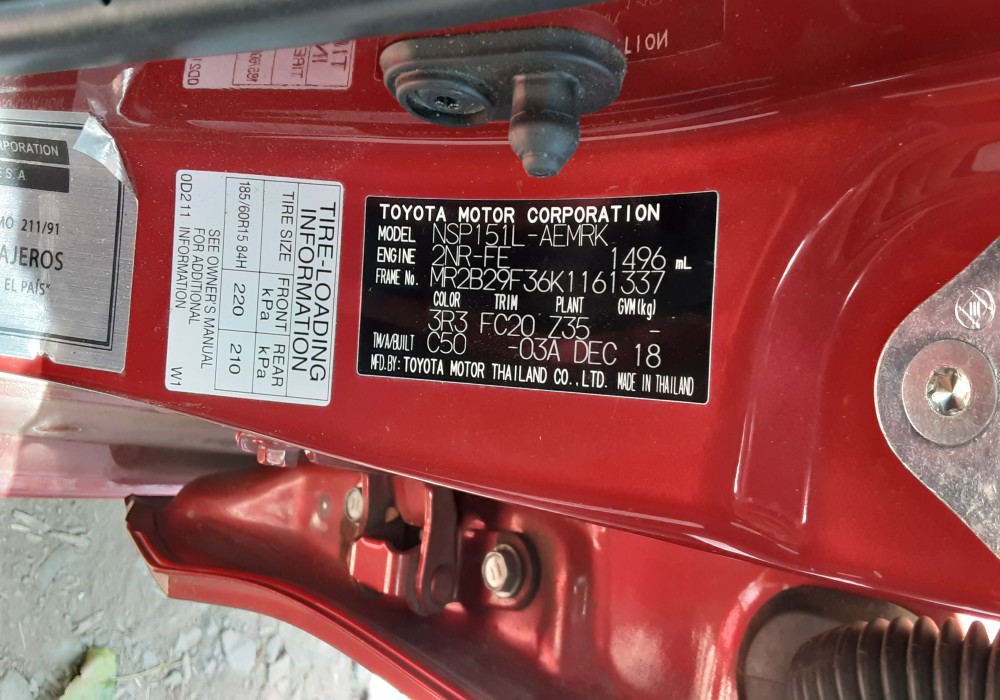 TION
RPORATION
ESA
MO 211/91
AJEROS
EL PAÍS"
TIRE-LOADING
INFORMATION
TIRE SIZE FRONT REAR
kPa kPa
185/60R15 84H 220 210
SEE OWNER'S MANUAL
FOR ADDITIONAL
INFORMATION
0D211 W1
TOYOTA MOTOR CORPORATION
MODEL NSP151L-AEMRK
ENGINE 2NR-FE 1496 mL
FRAME No. MR2B29F36K1161337
COLOR TRIM PLANT GVM(kg)
3R3 FC20 Z35 -
TM/A/BUILT C50 -03A DEC 18
MFD. BY: TOYOTA MOTOR THAILAND CO.,LTD. MADE IN THAILAND